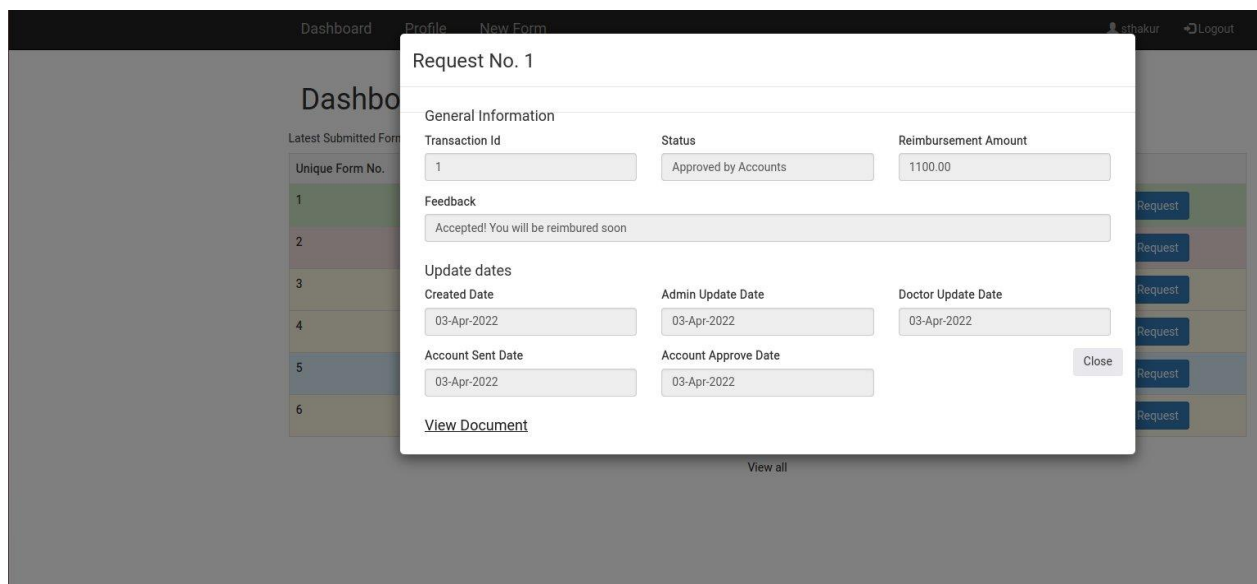 Dashboard Profile New Form sthakur Logout
Request No. 1
Dashbo
General Information
Latest Submitted Form
Transaction Id Status Reimbursement Amount
Unique Form No.
1 Approved by Accounts 1100.00
1 Request
Feedback
Accepted! You will be reimbured soon
2 Request
Update dates
3 Request
Created Date Admin Update Date Doctor Update Date
03-Apr-2022 03-Apr-2022 03-Apr-2022
4 Request
Account Sent Date Account Approve Date
Close
5 Request
03-Apr-2022 03-Apr-2022
6 Request
View Document
View all